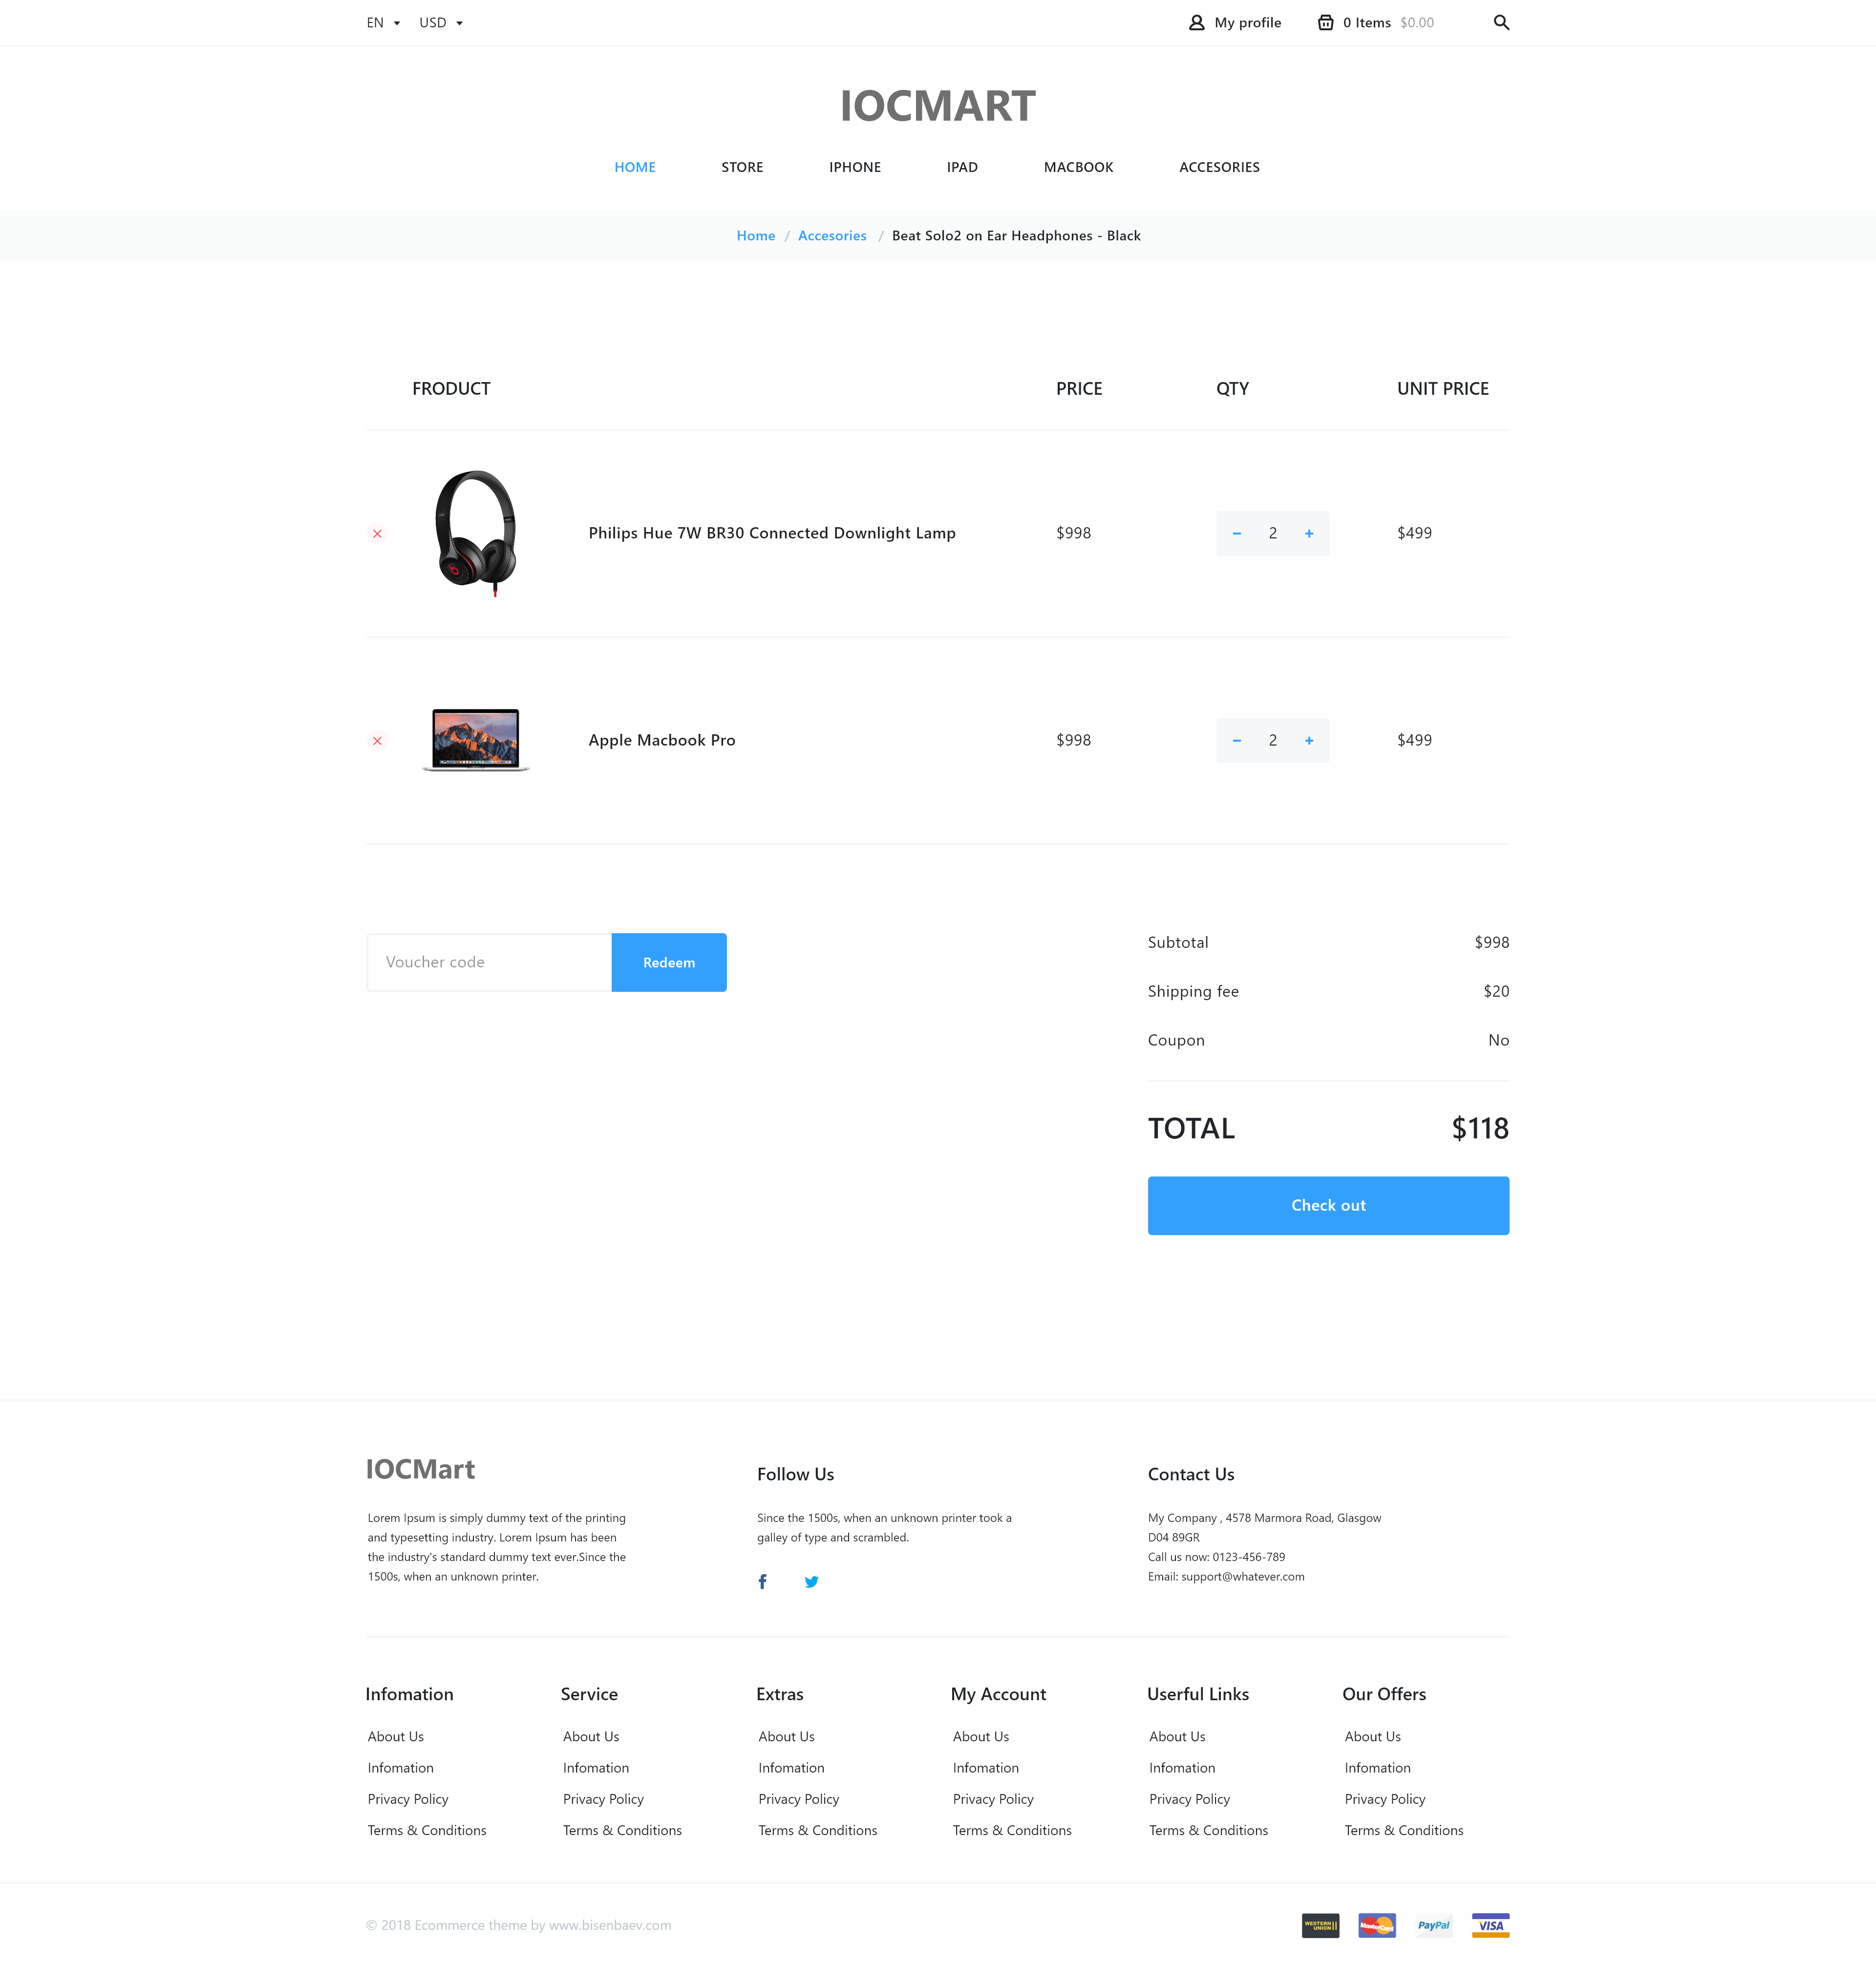 EN USD My profile 0 Items $0.00
IOCMART
HOME STORE IPHONE IPAD MACBOOK ACCESORIES
Home / Accesories / Beat Solo2 on Ear Headphones - Black
PRODUCT PRICE QTY UNIT PRICE
Philips Hue 7W BR30 Connected Downlight Lamp $998 - 2 + $499
Apple Macbook Pro $998 - 2 + $499
Voucher code Redeem
Subtotal $998
Shipping fee $20
Coupon No
TOTAL $118
Check out
IOCMart
Lorem Ipsum is simply dummy text of the printing
and typesetting industry. Lorem Ipsum has been
the industry's standard dummy text ever.Since the
1500s, when an unknown printer.
Follow Us
Since the 1500s, when an unknown printer took a
galley of type and scrambled.
Contact Us
My Company , 4578 Marmora Road, Glasgow
D04 89GR
Call us now: 0123-456-789
Email: support@whatever.com
Infomation
About Us
Infomation
Privacy Policy
Terms & Conditions
Service
About Us
Infomation
Privacy Policy
Terms & Conditions
Extras
About Us
Infomation
Privacy Policy
Terms & Conditions
My Account
About Us
Infomation
Privacy Policy
Terms & Conditions
Userful Links
About Us
Infomation
Privacy Policy
Terms & Conditions
Our Offers
About Us
Infomation
Privacy Policy
Terms & Conditions
© 2018 Ecommerce theme by www.bisenbaev.com
WESTERN
UNION
MasterCard
PayPal
VISA